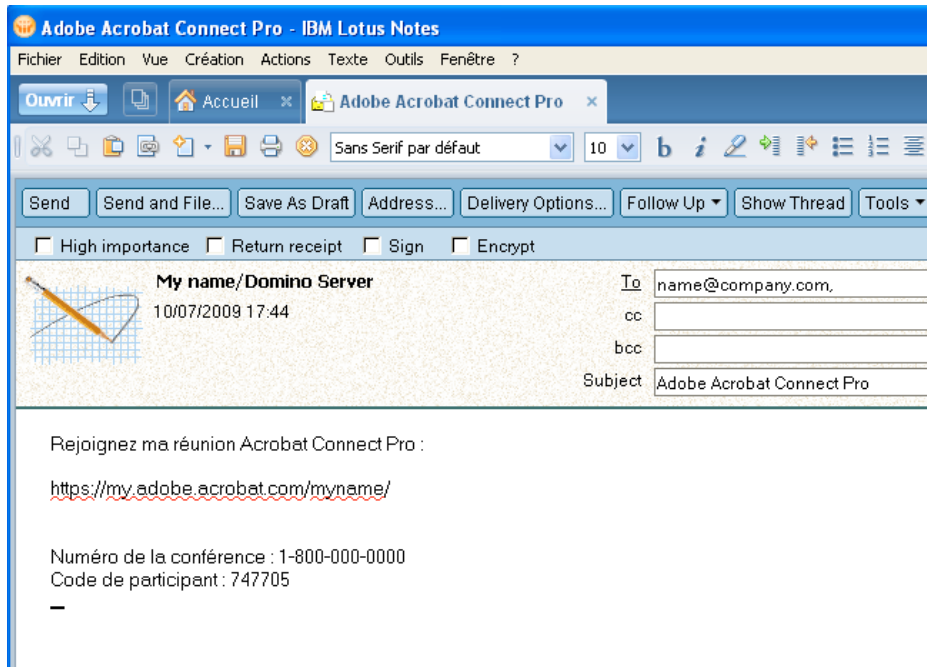 Adobe Acrobat Connect Pro - IBM Lotus Notes
Fichier Edition Vue Création Actions Texte Outils Fenêtre ?
Ouvrir Accueil × Adobe Acrobat Connect Pro ×
Sans Serif par défaut 10 b i
Send Send and File... Save As Draft Address... Delivery Options... Follow Up Show Thread Tools
High importance Return receipt Sign Encrypt
My name/Domino Server To name@company.com,
10/07/2009 17:44 cc
bcc
Subject Adobe Acrobat Connect Pro
Rejoignez ma réunion Acrobat Connect Pro :
https://my.adobe.acrobat.com/myname/
Numéro de la conférence : 1-800-000-0000
Code de participant : 747705